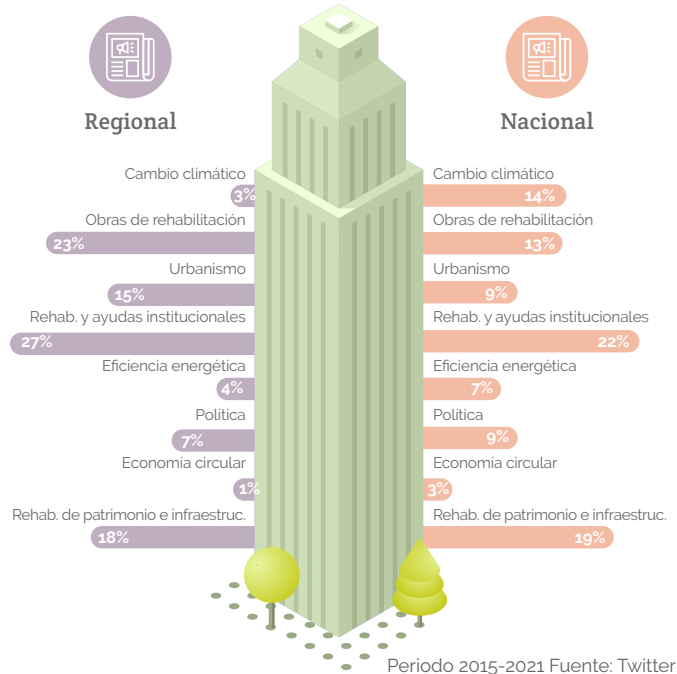 Regional
Cambio climático
3%
Obras de rehabilitación
23%
Urbanismo
15%
Rehab. y ayudas institucionales
27%
Eficiencia energética
4%
Política
7%
Economía circular
1%
Rehab. de patrimonio e infraestruc.
18%
Nacional
Cambio climático
14%
Obras de rehabilitación
13%
Urbanismo
9%
Rehab. y ayudas institucionales
22%
Eficiencia energética
7%
Política
9%
Economía circular
3%
Rehab. de patrimonio e infraestruc.
19%
Periodo 2015-2021 Fuente: Twitter